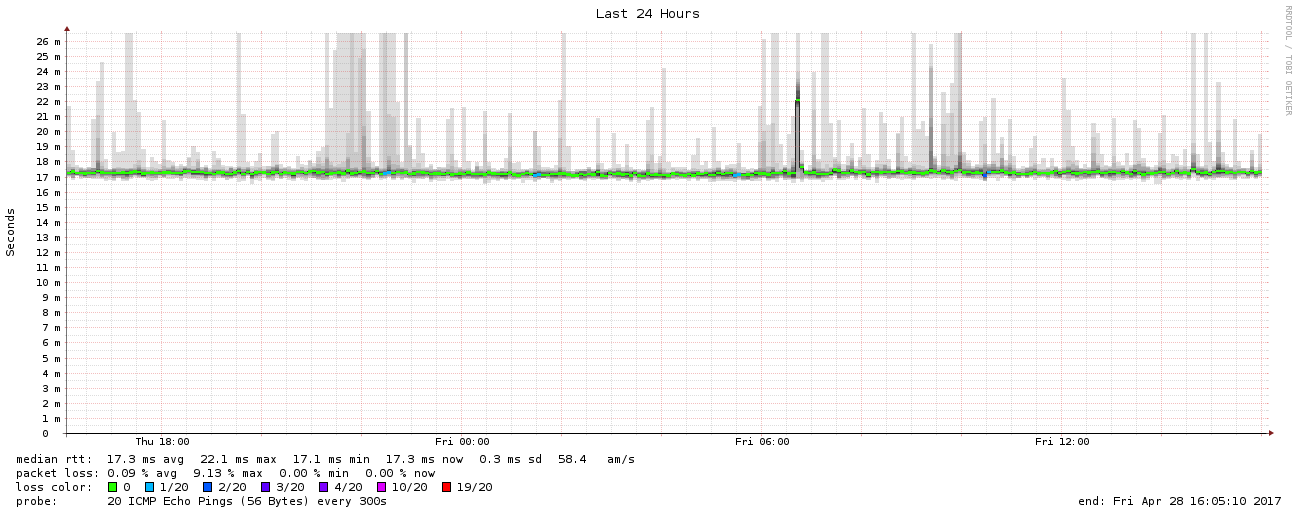 Last 24 Hours
RRDTOOL / TOBI OETIKER
Seconds
26 m
25 m
24 m
23 m
22 m
21 m
20 m
19 m
18 m
17 m
16 m
15 m
14 m
13 m
12 m
11 m
10 m
9 m
8 m
7 m
6 m
5 m
4 m
3 m
2 m
1 m
0
Thu 18:00 Fri 00:00 Fri 06:00 Fri 12:00
median rtt: 17.3 ms avg 22.1 ms max 17.1 ms min 17.3 ms now 0.3 ms sd 58.4 am/s
packet loss: 0.09 % avg 9.13 % max 0.00 % min 0.00 % now
loss color: 0 1/20 2/20 3/20 4/20 10/20 19/20
probe: 20 ICMP Echo Pings (56 Bytes) every 300s end: Fri Apr 28 16:05:10 2017